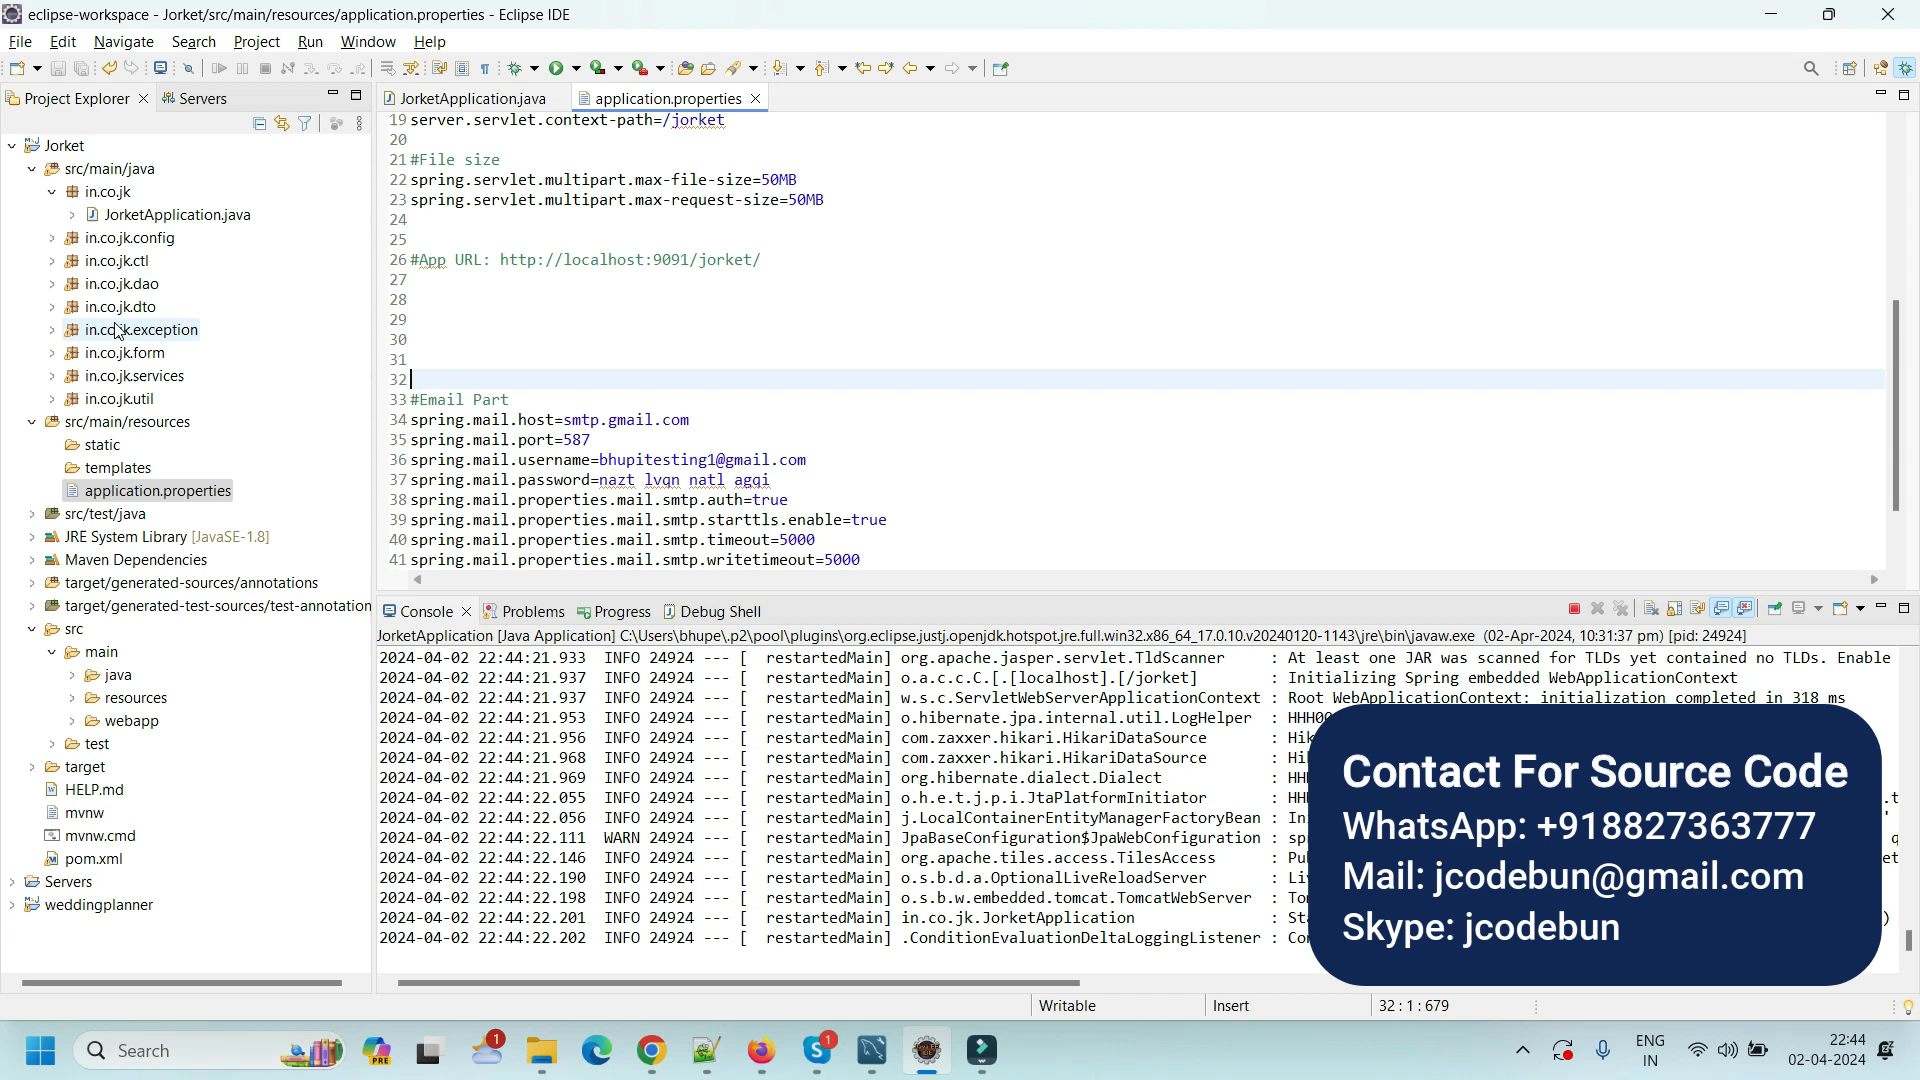 eclipse-workspace - Jorket/src/main/resources/application.properties - Eclipse IDE
File Edit Navigate Search Project Run Window Help
Project Explorer
Servers
Jorket
src/main/java
in.co.jk
JorketApplication.java
in.co.jk.config
in.co.jk.ctl
in.co.jk.dao
in.co.jk.dto
in.co.jk.exception
in.co.jk.form
in.co.jk.services
in.co.jk.util
src/main/resources
static
templates
application.properties
src/test/java
JRE System Library [JavaSE-1.8]
Maven Dependencies
target/generated-sources/annotations
target/generated-test-sources/test-annotation
src
main
java
resources
webapp
test
target
HELP.md
mvnw
mvnw.cmd
pom.xml
Servers
weddingplanner
JorketApplication.java
application.properties
19 server.servlet.context-path=/jorket
20
21 #File size
22 spring.servlet.multipart.max-file-size=50MB
23 spring.servlet.multipart.max-request-size=50MB
24
25
26 #App URL: http://localhost:9091/jorket/
27
28
29
30
31
32
33 #Email Part
34 spring.mail.host=smtp.gmail.com
35 spring.mail.port=587
36 spring.mail.username=bhupitesting1@gmail.com
37 spring.mail.password=nazt lvqn natl agqi
38 spring.mail.properties.mail.smtp.auth=true
39 spring.mail.properties.mail.smtp.starttls.enable=true
40 spring.mail.properties.mail.smtp.timeout=5000
41 spring.mail.properties.mail.smtp.writetimeout=5000
Console Problems Progress Debug Shell
JorketApplication [Java Application] C:\Users\bhupe\.p2\pool\plugins\org.eclipse.justj.openjdk.hotspot.jre.full.win32.x86_64_17.0.10.v20240120-1143\jre\bin\javaw.exe (02-Apr-2024, 10:31:37 pm) [pid: 24924]
2024-04-02 22:44:21.933 INFO 24924 --- [ restartedMain] org.apache.jasper.servlet.TldScanner : At least one JAR was scanned for TLDs yet contained no TLDs. Enable
2024-04-02 22:44:21.937 INFO 24924 --- [ restartedMain] o.a.c.c.C.[.[localhost].[/jorket] : Initializing Spring embedded WebApplicationContext
2024-04-02 22:44:21.937 INFO 24924 --- [ restartedMain] w.s.c.ServletWebServerApplicationContext : Root WebApplicationContext: initialization completed in 318 ms
2024-04-02 22:44:21.953 INFO 24924 --- [ restartedMain] o.hibernate.jpa.internal.util.LogHelper :
2024-04-02 22:44:21.956 INFO 24924 --- [ restartedMain] com.zaxxer.hikari.HikariDataSource : Hik
2024-04-02 22:44:21.968 INFO 24924 --- [ restartedMain] com.zaxxer.hikari.HikariDataSource :
2024-04-02 22:44:21.969 INFO 24924 --- [ restartedMain] org.hibernate.dialect.Dialect :
2024-04-02 22:44:22.055 INFO 24924 --- [ restartedMain] o.h.e.t.j.p.i.JtaPlatformInitiator :
2024-04-02 22:44:22.056 INFO 24924 --- [ restartedMain] j.LocalContainerEntityManagerFactoryBean :
2024-04-02 22:44:22.111 WARN 24924 --- [ restartedMain] JpaBaseConfiguration$JpaWebConfiguration :
2024-04-02 22:44:22.146 INFO 24924 --- [ restartedMain] org.apache.tiles.access.TilesAccess :
2024-04-02 22:44:22.190 INFO 24924 --- [ restartedMain] o.s.b.d.a.OptionalLiveReloadServer :
2024-04-02 22:44:22.198 INFO 24924 --- [ restartedMain] o.s.b.w.embedded.tomcat.TomcatWebServer :
2024-04-02 22:44:22.201 INFO 24924 --- [ restartedMain] in.co.jk.JorketApplication :
2024-04-02 22:44:22.202 INFO 24924 --- [ restartedMain] .ConditionEvaluationDeltaLoggingListener :
Contact For Source Code
WhatsApp: +918827363777
Mail: jcodebun@gmail.com
Skype: jcodebun
Writable Insert 32 : 1 : 679
Search
PRE
1
1
ENG
IN
22:44
02-04-2024